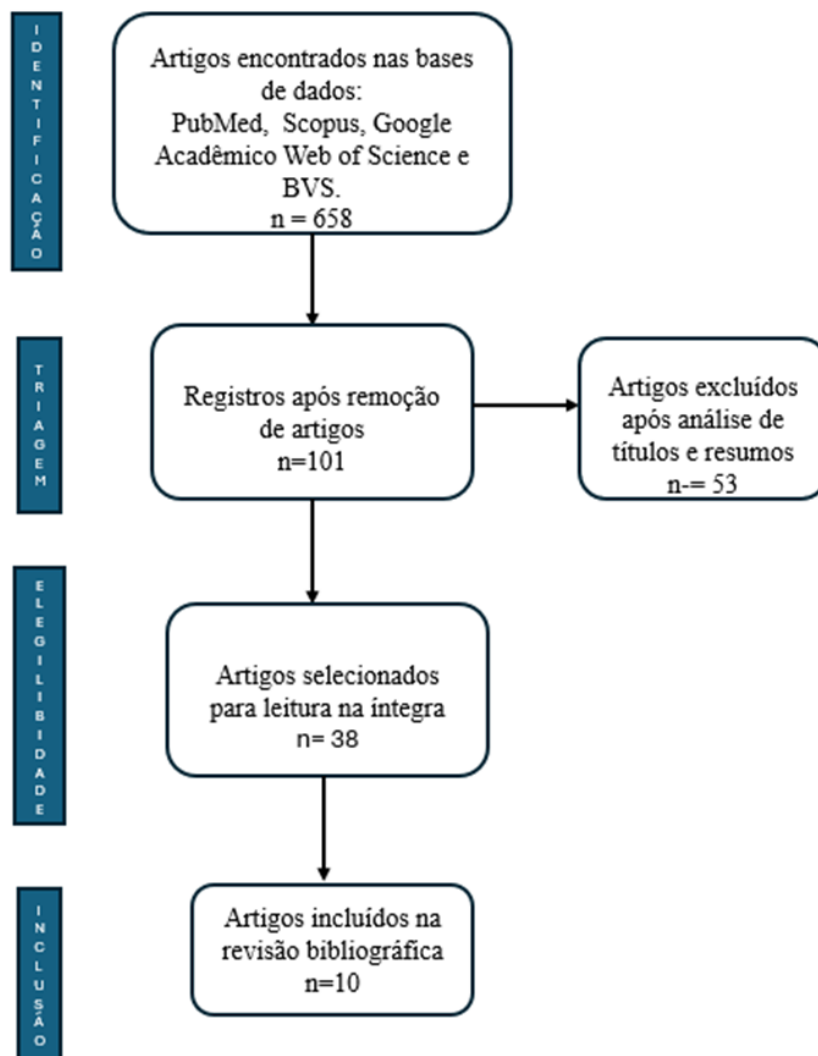 IDENTIFICAÇÃO
Artigos encontrados nas bases
de dados:
PubMed, Scopus, Google
Acadêmico Web of Science e
BVS.
n = 658
TRIAGEM
Registros após remoção
de artigos
n=101
Artigos excluídos
após análise de
títulos e resumos
n-= 53
ELEGILIBIDADE
Artigos selecionados
para leitura na íntegra
n= 38
INCLUSÃO
Artigos incluídos na
revisão bibliográfica
n=10